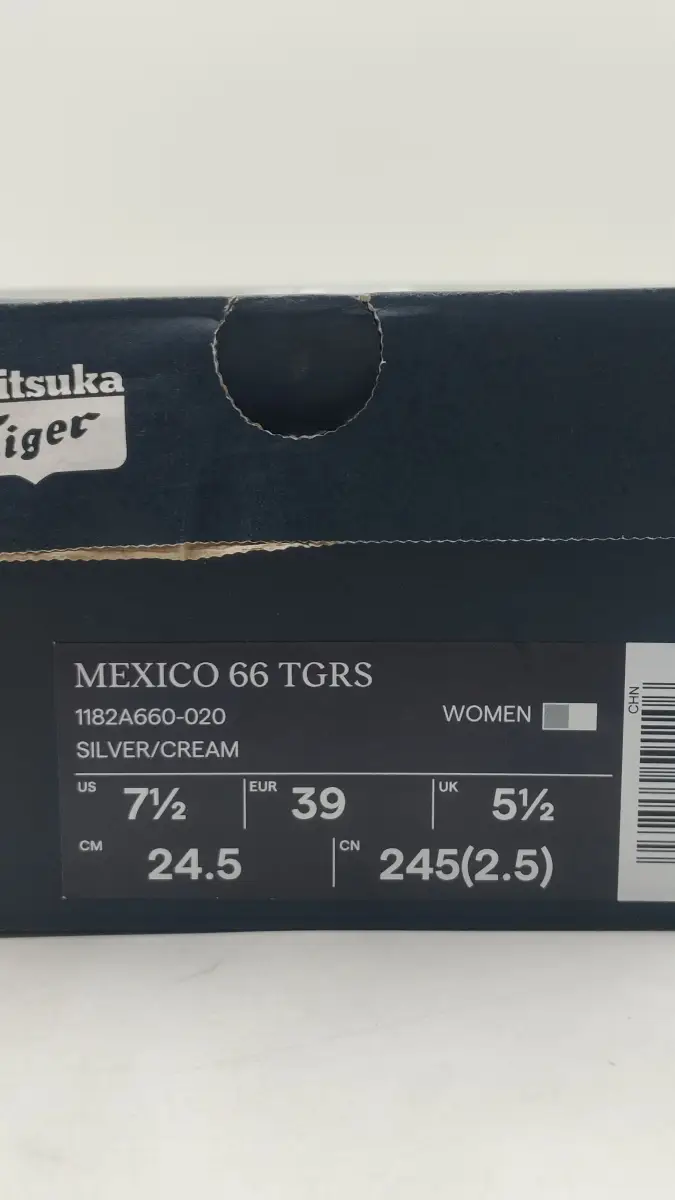 itsuka
Tiger
MEXICO 66 TGRS
1182A660-020
WOMEN
SILVER/CREAM
US 7½ EUR 39 UK 5½
CM 24.5 CN 245(2.5)
CHN